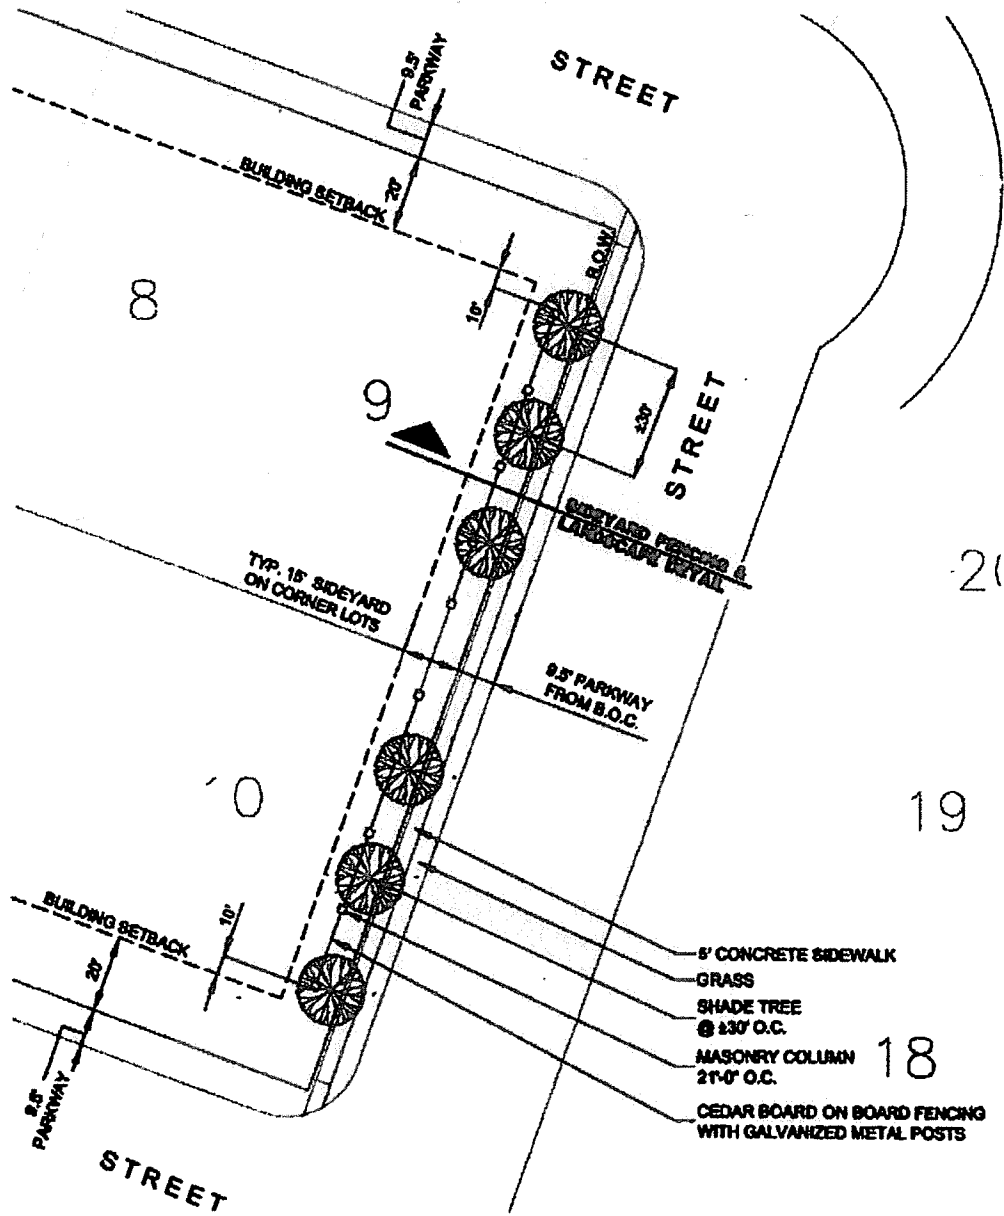 STREET
9.5'
PARKWAY
20'
BUILDING SETBACK
R.O.W.
8
10'
9
±30'
STREET
SIDEYARD FENCING &
LANDSCAPE DETAIL
TYP. 15' SIDEYARD
ON CORNER LOTS
9.5' PARKWAY
FROM B.O.C.
19
BUILDING SETBACK
10'
20'
5' CONCRETE SIDEWALK
GRASS
SHADE TREE
@ ±30' O.C.
18
MASONRY COLUMN
21'-0" O.C.
CEDAR BOARD ON BOARD FENCING
WITH GALVANIZED METAL POSTS
9.5'
PARKWAY
STREET